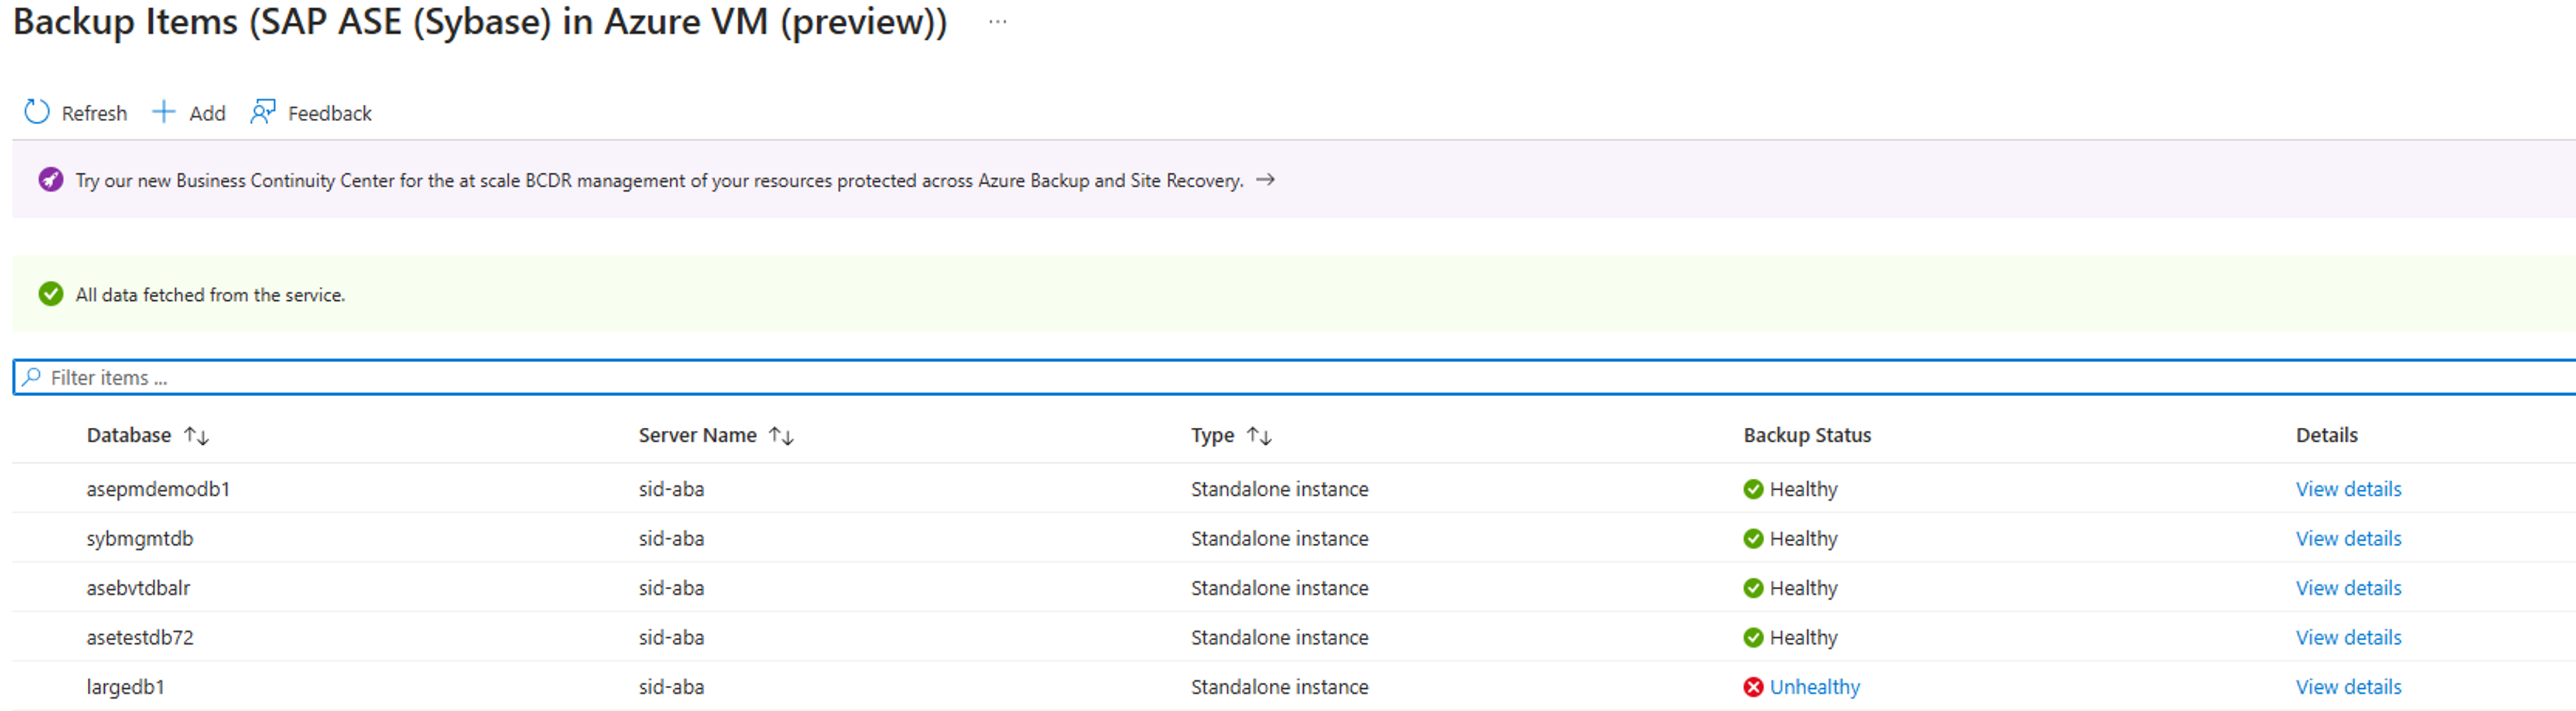 Backup Items (SAP ASE (Sybase) in Azure VM (preview)) ...
Refresh Add Feedback
Try our new Business Continuity Center for the at scale BCDR management of your resources protected across Azure Backup and Site Recovery. →
All data fetched from the service.
Filter items ...
Database ↑↓ Server Name ↑↓ Type ↑↓ Backup Status Details
asepmdemodb1 sid-aba Standalone instance Healthy View details
sybmgmtdb sid-aba Standalone instance Healthy View details
asebvtdbalr sid-aba Standalone instance Healthy View details
asetestdb72 sid-aba Standalone instance Healthy View details
largedb1 sid-aba Standalone instance Unhealthy View details